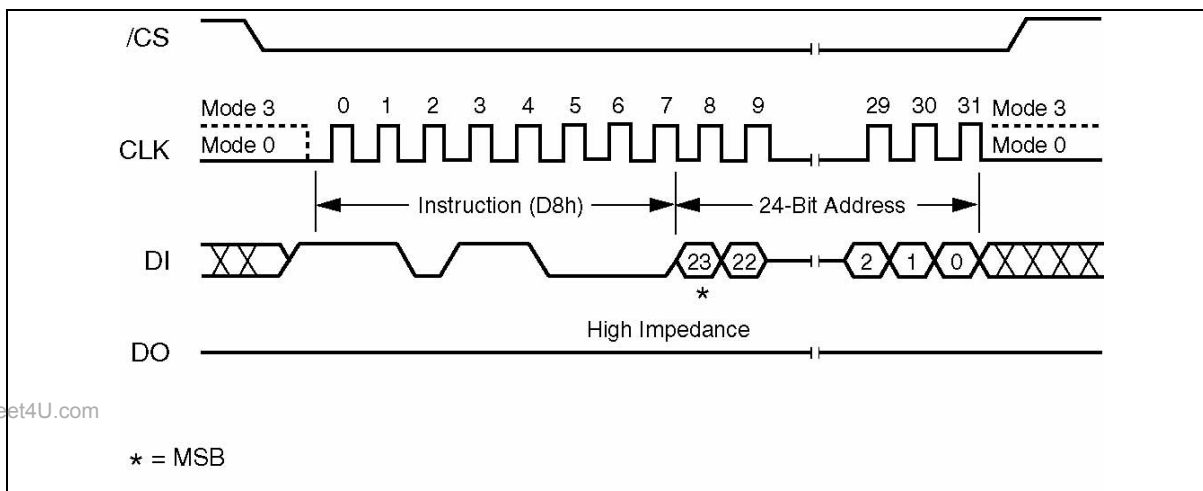 /CS
Mode 3 0 1 2 3 4 5 6 7 8 9 29 30 31 Mode 3
CLK Mode 0 Mode 0
Instruction (D8h) 24-Bit Address
DI 23 22 2 1 0
*
High Impedance
DO
eet4U.com
* = MSB